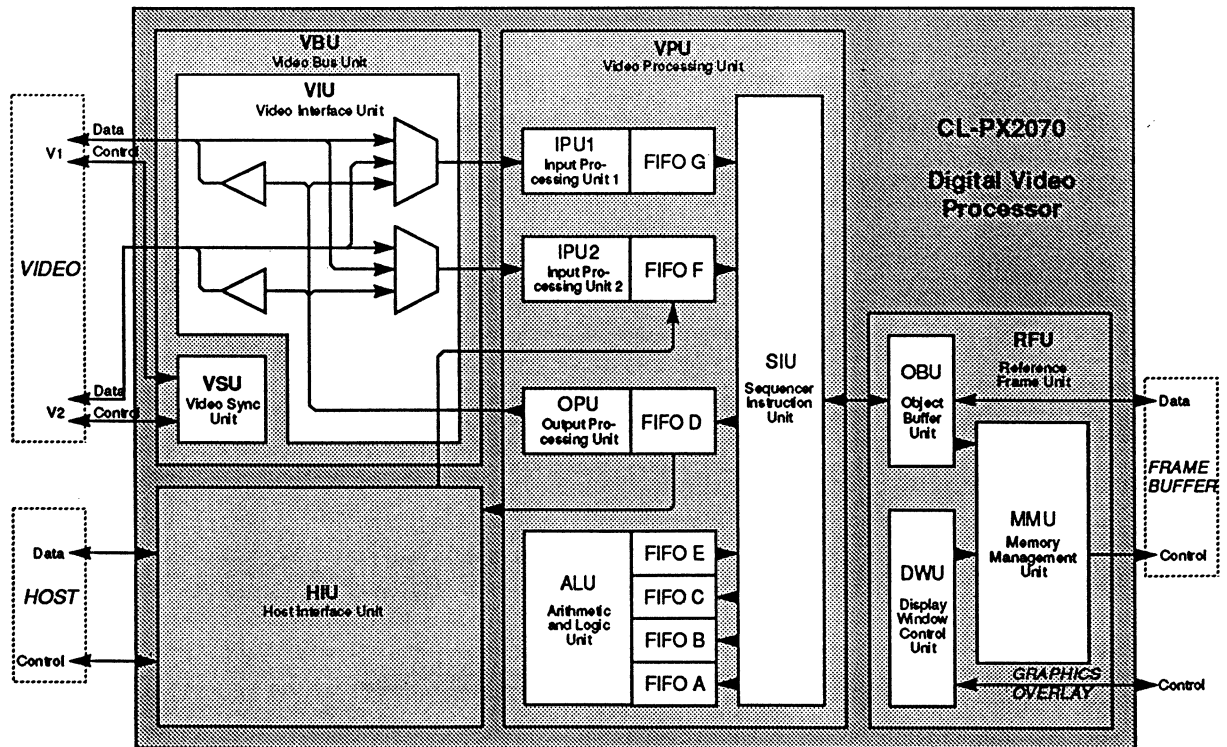 VBU
Video Bus Unit
VIU
Video Interface Unit
VPU
Video Processing Unit
CL-PX2070
Digital Video
Processor
VIDEO
V1
Data
Control
V2
Data
Control
VSU
Video Sync
Unit
IPU1
Input Pro-
cessing Unit 1
FIFO G
IPU2
Input Pro-
cessing Unit 2
FIFO F
OPU
Output Pro-
cessing Unit
FIFO D
ALU
Arithmetic
and Logic
Unit
FIFO E
FIFO C
FIFO B
FIFO A
SIU
Sequencer
Instruction
Unit
HOST
Data
Control
HIU
Host Interface Unit
RFU
Reference
Frame Unit
OBU
Object
Buffer
Unit
MMU
Memory
Management
Unit
DWU
Display
Window
Control
Unit
GRAPHICS
OVERLAY
Data
FRAME
BUFFER
Control
Control